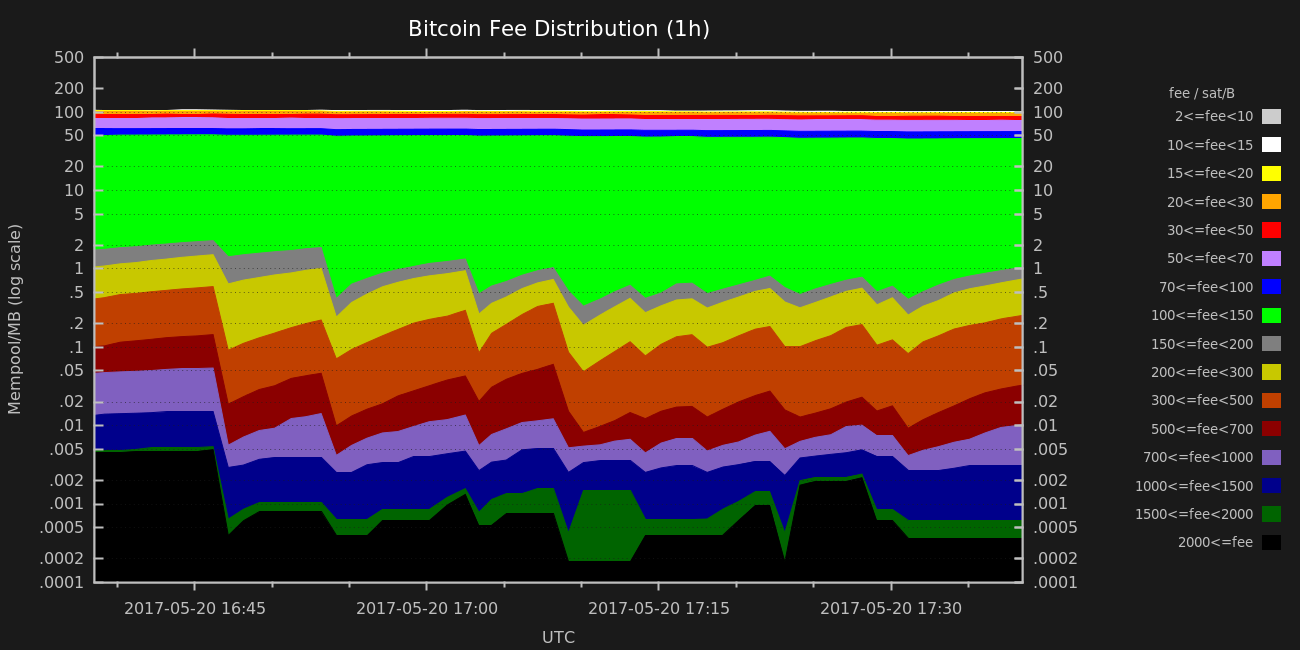 Bitcoin Fee Distribution (1h)
Mempool/MB (log scale)
500
200
100
50
20
10
5
2
1
.5
.2
.1
.05
.02
.01
.005
.002
.001
.0005
.0002
.0001
500
200
100
50
20
10
5
2
1
.5
.2
.1
.05
.02
.01
.005
.002
.001
.0005
.0002
.0001
2017-05-20 16:45
2017-05-20 17:00
2017-05-20 17:15
2017-05-20 17:30
UTC
fee / sat/B
2<=fee<10
10<=fee<15
15<=fee<20
20<=fee<30
30<=fee<50
50<=fee<70
70<=fee<100
100<=fee<150
150<=fee<200
200<=fee<300
300<=fee<500
500<=fee<700
700<=fee<1000
1000<=fee<1500
1500<=fee<2000
2000<=fee